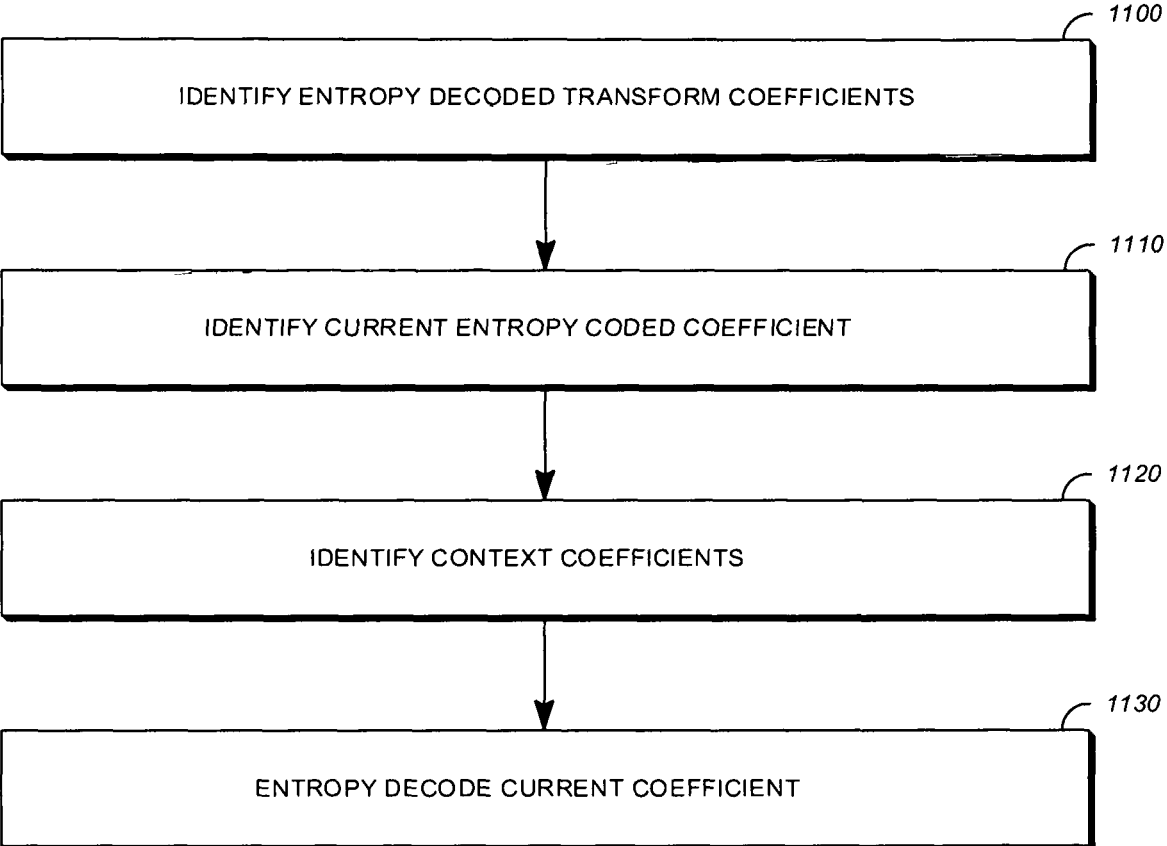 1100
IDENTIFY ENTROPY DECODED TRANSFORM COEFFICIENTS
1110
IDENTIFY CURRENT ENTROPY CODED COEFFICIENT
1120
IDENTIFY CONTEXT COEFFICIENTS
1130
ENTROPY DECODE CURRENT COEFFICIENT